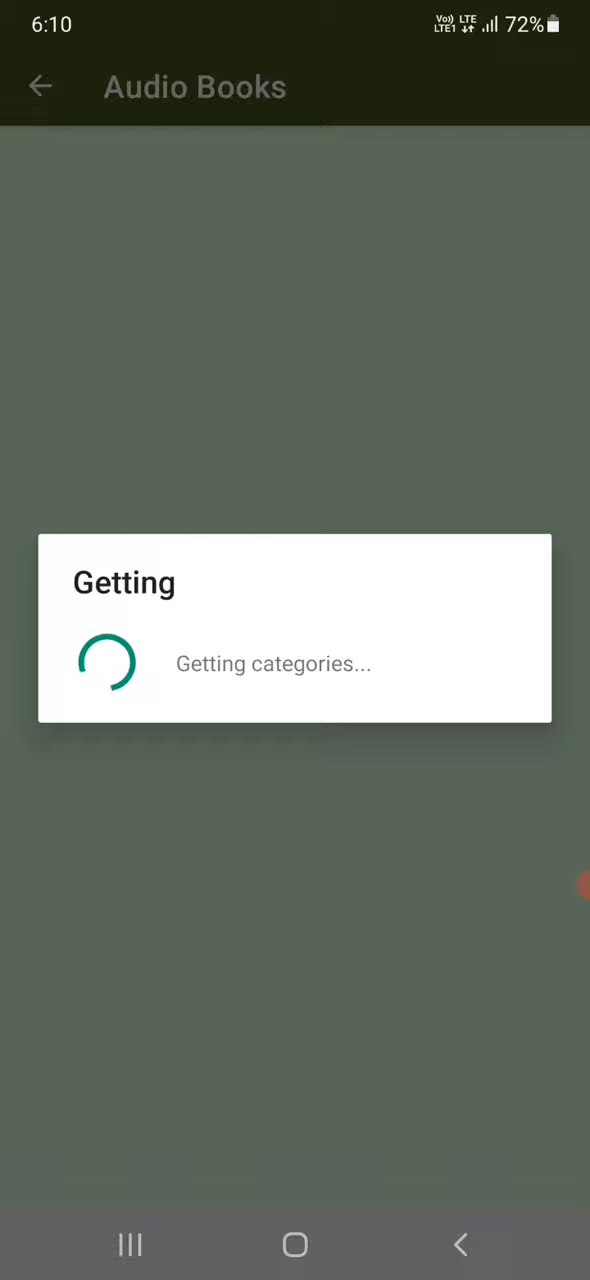 6:10
Vo)) LTE
LTE1 72%
Audio Books
Getting
Getting categories...